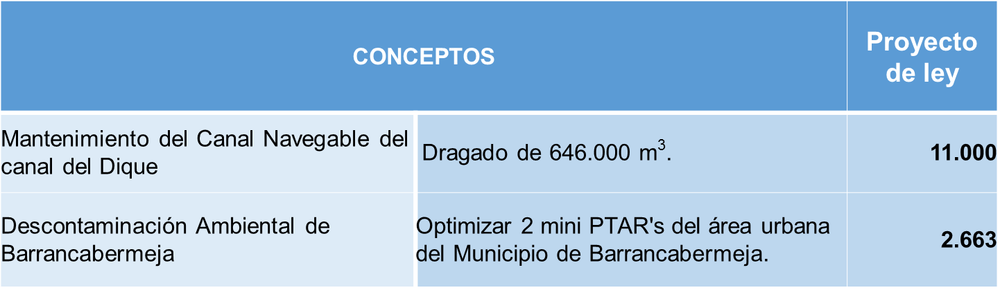 CONCEPTOS
Proyecto
de ley
Mantenimiento del Canal Navegable del
canal del Dique
Dragado de 646.000 m³.
11.000
Descontaminación Ambiental de
Barrancabermeja
Optimizar 2 mini PTAR's del área urbana
del Municipio de Barrancabermeja.
2.663